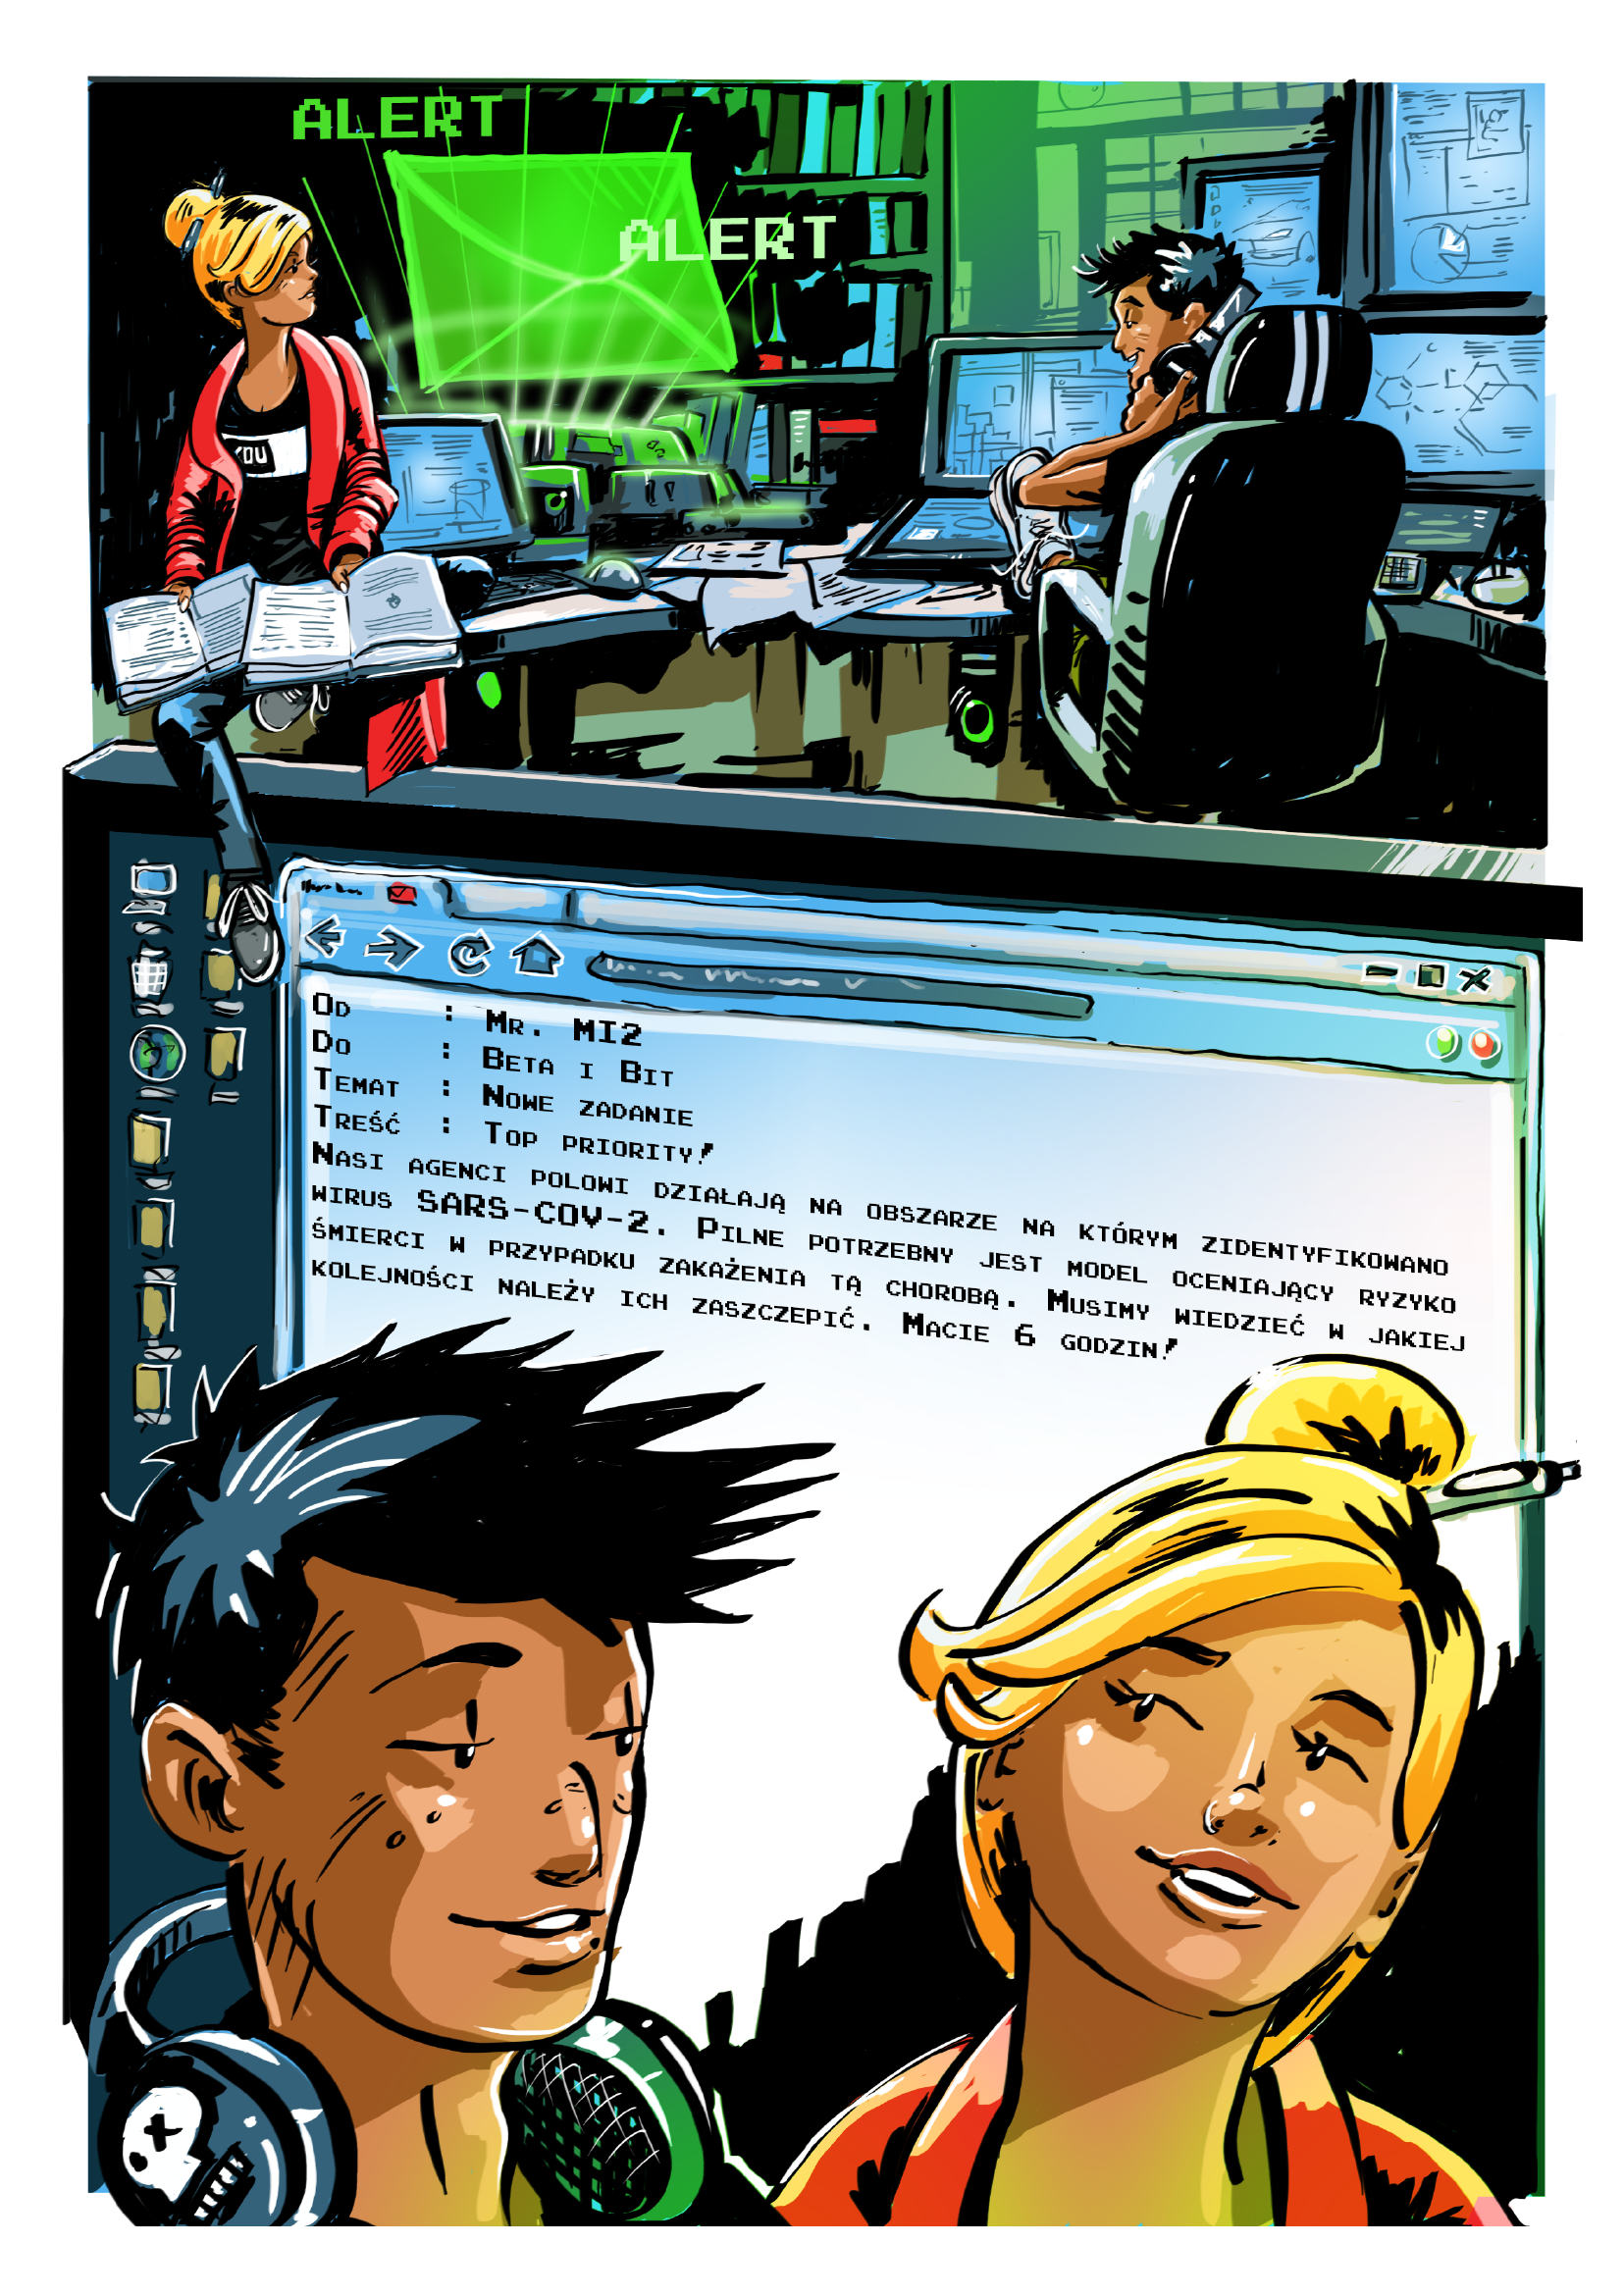 ALERT
ALERT
YOU
Od : Mr. MI2
Do : Beta i Bit
Temat : Nowe zadanie
Treść : Top priority!
Nasi agenci polowi działają na obszarze na którym zidentyfikowano
wirus SARS-COV-2. Pilne potrzebny jest model oceniający ryzyko
śmierci w przypadku zakażenia tą chorobą. Musimy wiedzieć w jakiej
kolejności należy ich zaszczepić. Macie 6 godzin!